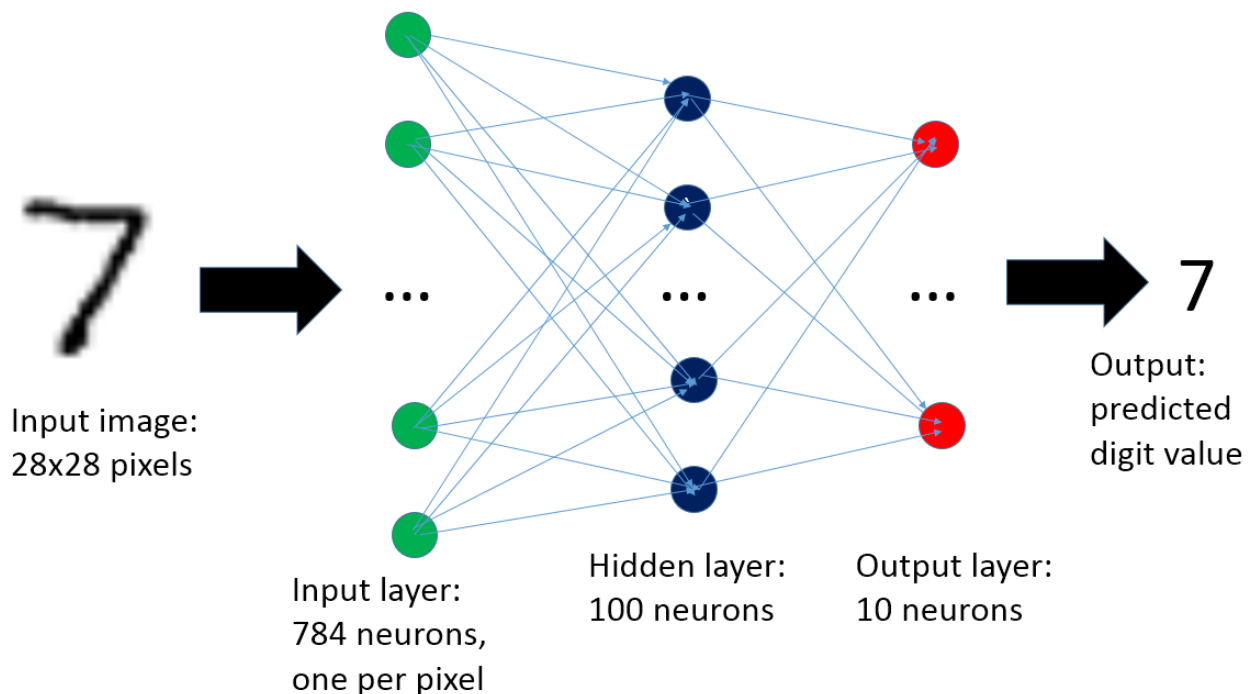 7
...
...
...
7
Input image:
28x28 pixels
Input layer:
784 neurons,
one per pixel
Hidden layer:
100 neurons
Output layer:
10 neurons
Output:
predicted
digit value